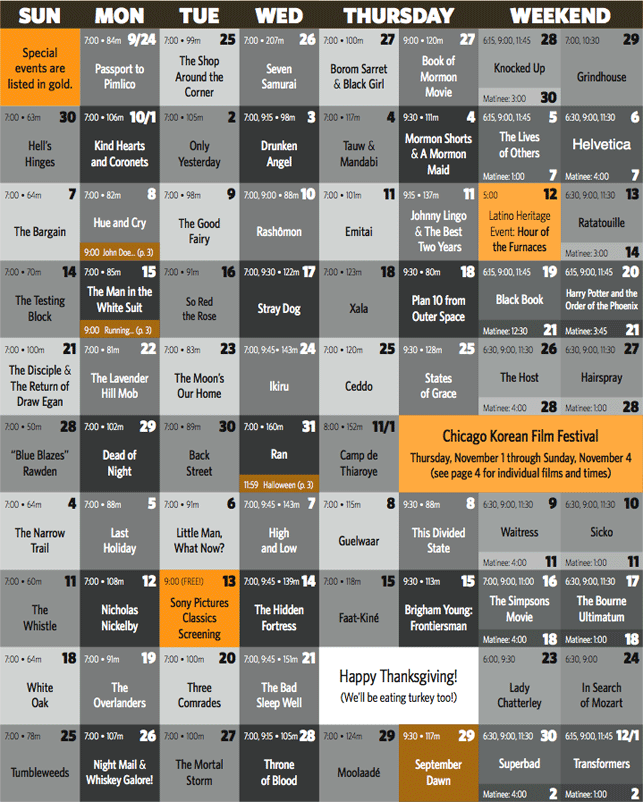 SUN MON TUE WED THURSDAY WEEKEND
Special
events are
listed in gold.
7:00 • 84m 9/24
Passport to
Pimlico
7:00 • 99m 25
The Shop
Around the
Corner
7:00 • 207m 26
Seven
Samurai
7:00 • 100m 27
Borom Sarret
& Black Girl
9:00 • 120m 27
Book of
Mormon
Movie
6:15, 9:00, 11:45 28
Knocked Up
Matinee: 3:00 30
7:00, 10:30 29
Grindhouse
7:00 • 63m 30
Hell's
Hinges
7:00 • 106m 10/1
Kind Hearts
and Coronets
7:00 • 105m 2
Only
Yesterday
7:00, 9:15 • 98m 3
Drunken
Angel
7:00 • 117m 4
Tauw &
Mandabi
9:30 • 111m 4
Mormon Shorts
& A Mormon
Maid
6:15, 9:00, 11:45 5
The Lives
of Others
Matinee: 1:00 7
6:30, 9:00, 11:30 6
Helvetica
Matinee: 4:00 7
7:00 • 64m 7
The Bargain
7:00 • 82m 8
Hue and Cry
9:00 John Doe... (p. 3)
7:00 • 98m 9
The Good
Fairy
7:00, 9:00 • 88m 10
Rashômon
7:00 • 101m 11
Emitai
9:15 • 137m 11
Johnny Lingo
& The Best
Two Years
5:00 12
Latino Heritage
Event: Hour of
the Furnaces
6:30, 9:00, 11:30 13
Ratatouille
Matinee: 3:00 14
7:00 • 70m 14
The Testing
Block
7:00 • 85m 15
The Man in the
White Suit
9:00 Running... (p. 3)
7:00 • 91m 16
So Red
the Rose
7:00, 9:30 • 122m 17
Stray Dog
7:00 • 123m 18
Xala
9:30 • 80m 18
Plan 10 from
Outer Space
6:15, 9:00, 11:45 19
Black Book
Matinee: 12:30 21
6:15, 9:00, 11:45 20
Harry Potter and the
Order of the Phoenix
Matinee: 3:45 21
7:00 • 100m 21
The Disciple &
The Return of
Draw Egan
7:00 • 81m 22
The Lavender
Hill Mob
7:00 • 83m 23
The Moon's
Our Home
7:00, 9:45 • 143m 24
Ikiru
7:00 • 120m 25
Ceddo
9:30 • 128m 25
States
of Grace
6:30, 9:00, 11:30 26
The Host
Matinee: 4:00 28
6:30, 9:00, 11:30 27
Hairspray
Matinee: 1:00 28
7:00 • 50m 28
"Blue Blazes"
Rawden
7:00 • 102m 29
Dead of
Night
7:00 • 89m 30
Back
Street
7:00 • 160m 31
Ran
11:59 Halloween (p. 3)
8:00 • 152m 11/1
Camp de
Thiaroye
Chicago Korean Film Festival
Thursday, November 1 through Sunday, November 4
(see page 4 for individual films and times)
7:00 • 64m 4
The Narrow
Trail
7:00 • 88m 5
Last
Holiday
7:00 • 91m 6
Little Man,
What Now?
7:00, 9:45 • 143m 7
High
and Low
7:00 • 115m 8
Guelwaar
9:30 • 88m 8
This Divided
State
6:30, 9:00, 11:30 9
Waitress
Matinee: 4:00 11
6:30, 9:00, 11:30 10
Sicko
Matinee: 1:00 11
7:00 • 60m 11
The
Whistle
7:00 • 108m 12
Nicholas
Nickelby
9:00 (FREE!) 13
Sony Pictures
Classics
Screening
7:00, 9:45 • 139m 14
The Hidden
Fortress
7:00 • 118m 15
Faat-Kiné
9:30 • 113m 15
Brigham Young:
Frontiersman
7:00, 9:00, 11:00 16
The Simpsons
Movie
Matinee: 4:00 18
6:30, 9:00, 11:30 17
The Bourne
Ultimatum
Matinee: 1:00 18
7:00 • 64m 18
White
Oak
7:00 • 91m 19
The
Overlanders
7:00 • 100m 20
Three
Comrades
7:00, 9:45 • 151m 21
The Bad
Sleep Well
Happy Thanksgiving!
(We'll be eating turkey too!)
6:00, 9:30 23
Lady
Chatterley
6:30, 9:00 24
In Search
of Mozart
7:00 • 78m 25
Tumbleweeds
7:00 • 107m 26
Night Mail &
Whiskey Galore!
7:00 • 100m 27
The Mortal
Storm
7:00, 9:15 • 105m 28
Throne
of Blood
7:00 • 124m 29
Moolaadé
9:30 • 117m 29
September
Dawn
6:30, 9:00, 11:30 30
Superbad
Matinee: 4:00 2
6:15, 9:00, 11:45 12/1
Transformers
Matinee: 1:00 2